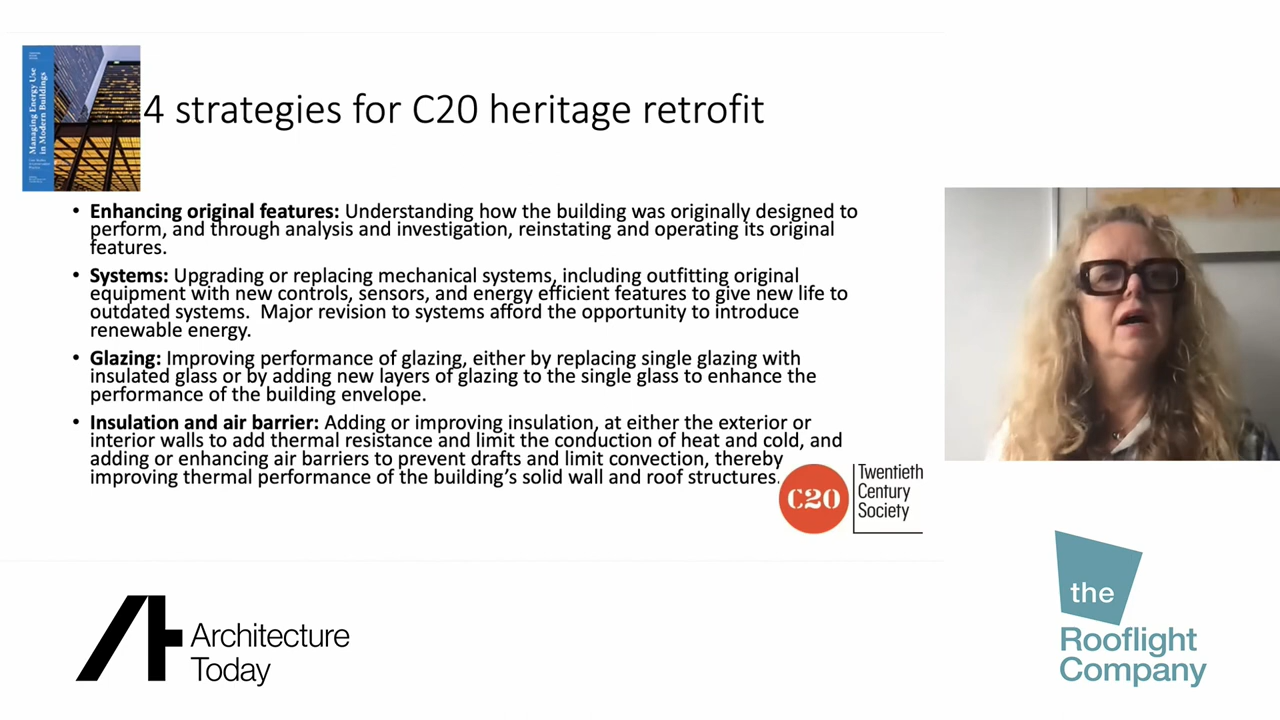 Managing Energy Use
in Modern Buildings
4 strategies for C20 heritage retrofit
• Enhancing original features: Understanding how the building was originally designed to
perform, and through analysis and investigation, reinstating and operating its original
features.
• Systems: Upgrading or replacing mechanical systems, including outfitting original
equipment with new controls, sensors, and energy efficient features to give new life to
outdated systems.  Major revision to systems afford the opportunity to introduce
renewable energy.
• Glazing: Improving performance of glazing, either by replacing single glazing with
insulated glass or by adding new layers of glazing to the single glass to enhance the
performance of the building envelope.
• Insulation and air barrier: Adding or improving insulation, at either the exterior or
interior walls to add thermal resistance and limit the conduction of heat and cold, and
adding or enhancing air barriers to prevent drafts and limit convection, thereby
improving thermal performance of the building’s solid wall and roof structures.
C20
Twentieth
Century
Society
Architecture
Today
the
Rooflight
Company